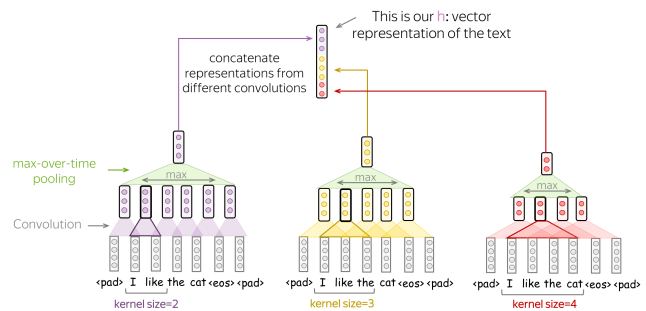 This is our h: vector
representation of the text
concatenate
representations from
different convolutions
max-over-time
pooling
max
max
max
Convolution
<pad> I like the cat <eos> <pad>
<pad> I like the cat <eos> <pad>
<pad> I like the cat <eos> <pad>
kernel size=2
kernel size=3
kernel size=4